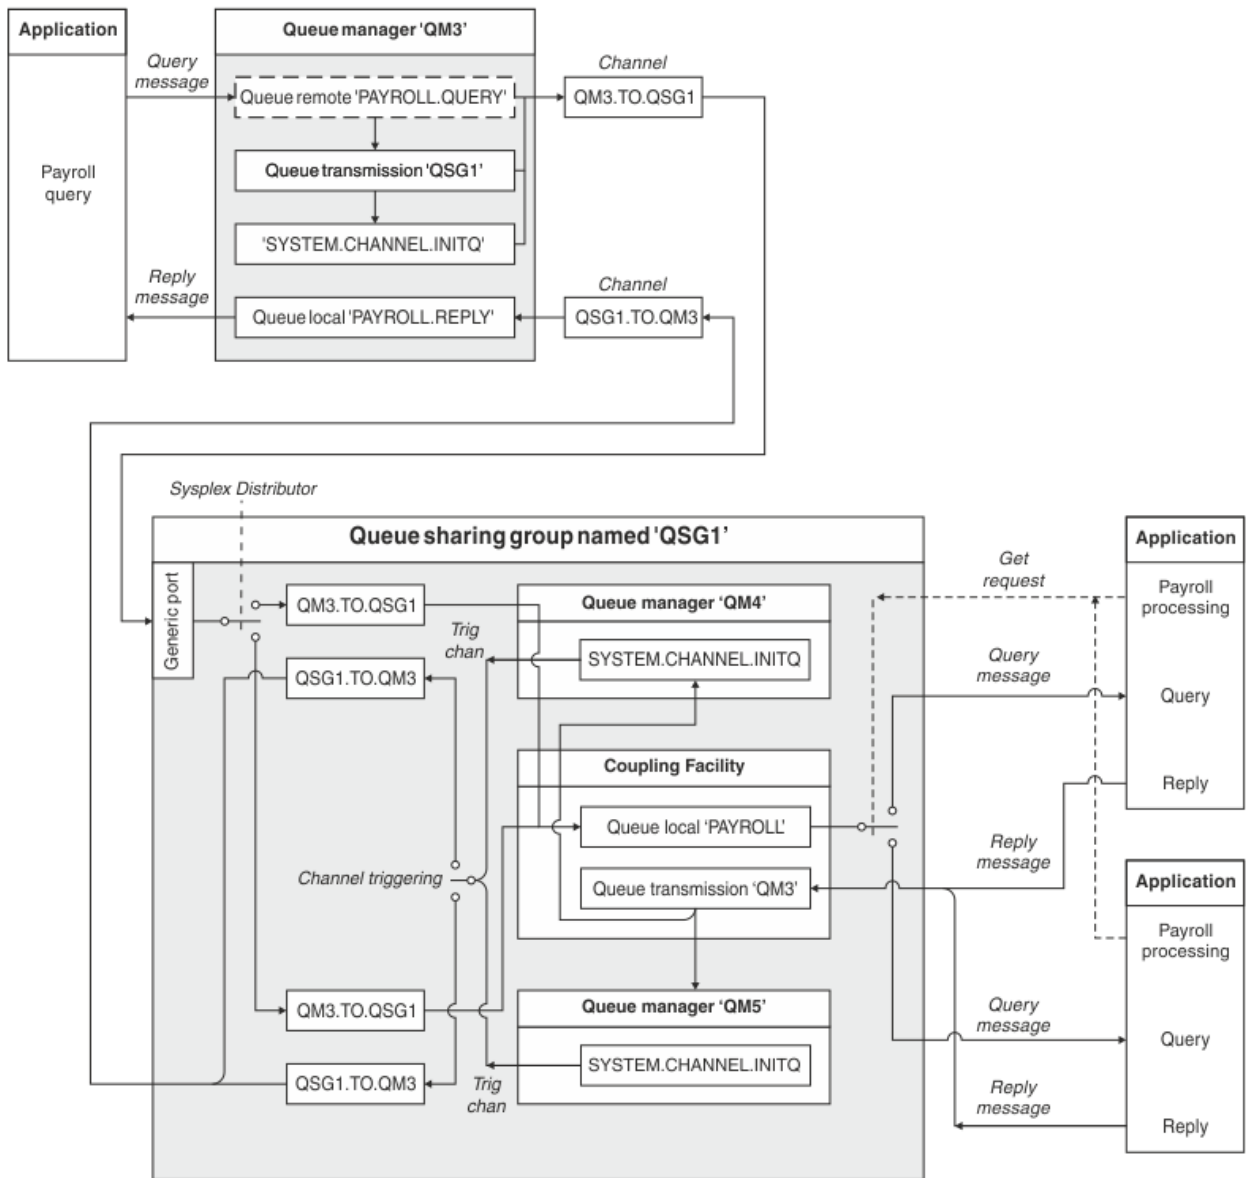 Application
Queue manager 'QM3'
Query
message
Channel
Queue remote 'PAYROLL.QUERY'
QM3.TO.QSG1
Payroll
query
Queue transmission 'QSG1'
'SYSTEM.CHANNEL.INITQ'
Reply
message
Channel
Queue local 'PAYROLL.REPLY'
QSG1.TO.QM3
Sysplex Distributor
Queue sharing group named 'QSG1'
Generic port
QM3.TO.QSG1
QSG1.TO.QM3
Trig
chan
Queue manager ‘QM4’
SYSTEM.CHANNEL.INITQ
Get
request
Application
Payroll
processing
Query
message
Query
Reply
Coupling Facility
Queue local ‘PAYROLL’
Queue transmission ‘QM3’
Channel triggering
Reply
message
Application
Payroll
processing
QM3.TO.QSG1
QSG1.TO.QM3
Trig
chan
Queue manager ‘QM5’
SYSTEM.CHANNEL.INITQ
Query
message
Query
Reply
message
Reply